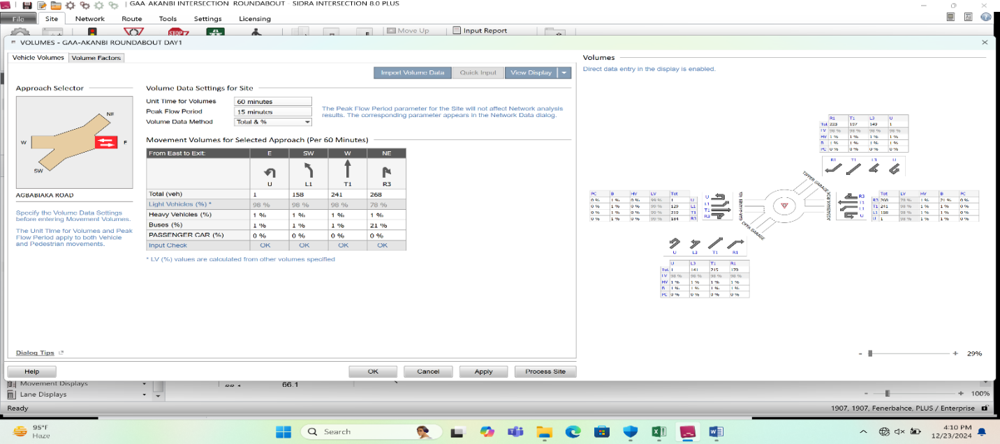 GAA AKANBI INTERSECTION ROUNDABOUT - SIDRA INTERSECTION 8.0 PLUS
File Site Network Route Tools Settings Licensing
Move Up Input Report
VOLUMES - GAA-AKANBI ROUNDABOUT DAY1
Vehicle Volumes Volume Factors
Import Volume Data Quick Input View Display
Approach Selector
NE
W E
SW
AGBABIAKA ROAD
Specify the Volume Data Settings
before entering Movement Volumes.
The Unit Time for Volumes and Peak
Flow Period apply to both Vehicle
and Pedestrian movements.
Volume Data Settings for Site
Unit Time for Volumes 60 minutes
Peak Flow Period 15 minutes
Volume Data Method Total & %
The Peak Flow Period parameter for the Site will not affect Network analysis
results. The corresponding parameter appears in the Network Data dialog.
Movement Volumes for Selected Approach (Per 60 Minutes)
From East to Exit: E SW W NE
U L1 T1 R3
Total (veh) 1 158 241 268
Light Vehicles (%) * 98 % 98 % 98 % 78 %
Heavy Vehicles (%) 1 % 1 % 1 % 1 %
Buses (%) 1 % 1 % 1 % 21 %
PASSENGER CAR (%) 0 % 0 % 0 % 0 %
Input Check OK OK OK OK
* LV (%) values are calculated from other volumes specified
Dialog Tips
Help OK Cancel Apply Process Site
Volumes
Direct data entry in the display is enabled.
R1 T1 L3 U
Tot 223 187 149 1
LV 98 % 98 % 98 % 98 %
HV 1 % 1 % 1 % 1 %
B 1 % 1 % 1 % 1 %
PC 0 % 0 % 0 % 0 %
R1 T1 L3 U
TIPPER GARAGE
PC B HV LV Tot
0 % 1 % 0 % 99 % 1 U
0 % 1 % 0 % 99 % 129 L1
0 % 1 % 0 % 99 % 219 T1
0 % 1 % 0 % 99 % 184 R3
U
L1
T1
R3
GAA-AKANBI RD
AGBABIAKA ROAD
R3
T1
L1
U
Tot LV HV B PC
R3 268 78 % 1 % 21 % 0 %
T1 241 98 % 1 % 1 % 0 %
L1 158 98 % 1 % 1 % 0 %
U 1 98 % 1 % 1 % 0 %
OFFA GARAGE
U L3 T1 R1
U L3 T1 R1
Tot 1 141 215 170
LV 98 % 98 % 98 % 98 %
HV 1 % 1 % 1 % 1 %
B 1 % 1 % 1 % 1 %
PC 0 % 0 % 0 % 0 %
- + 29%
Movement Displays
66.1
Lane Displays
- + 100%
Ready 1907, 1907, Fenerbahce, PLUS / Enterprise
95°F
Haze
Search
4:10 PM
12/23/2024